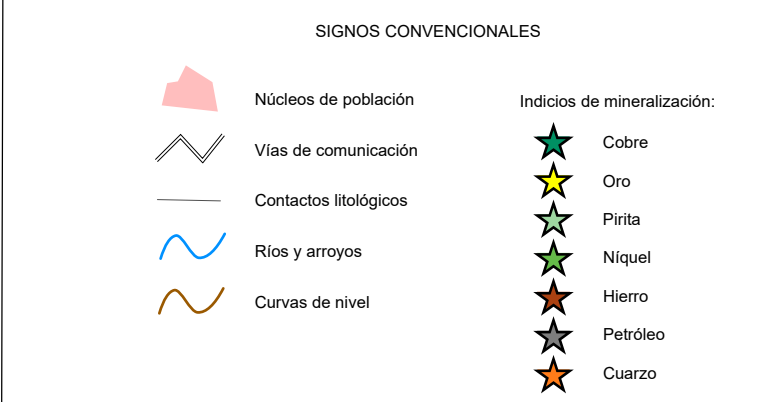 SIGNOS CONVENCIONALES
Núcleos de población
Vías de comunicación
Contactos litológicos
Ríos y arroyos
Curvas de nivel
Indicios de mineralización:
Cobre
Oro
Pirita
Níquel
Hierro
Petróleo
Cuarzo